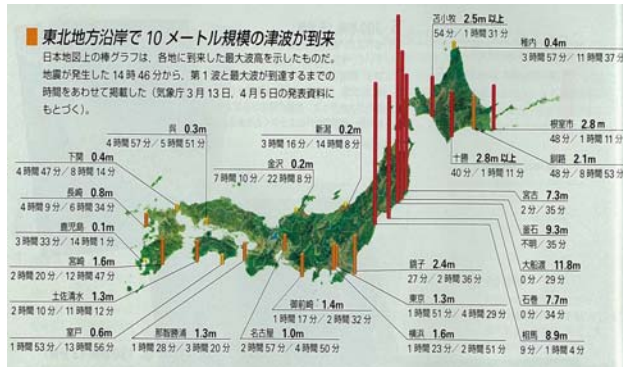 東北地方沿岸で10メートル規模の津波が到来
日本地図上の棒グラフは、各地に到来した最大波高を示したものだ。
地震が発生した14時46分から、第1波と最大波が到達するまでの
時間をあわせて掲載した（気象庁3月13日、4月5日の発表資料に
もとづく）。
苫小牧 2.5m以上
54分／1時間31分
稚内 0.4m
3時間57分／11時間37分
根室市 2.8m
48分／1時間11分
釧路 2.1m
48分／8時間53分
十勝 2.8m以上
40分／1時間11分
宮古 7.3m
2分／35分
釜石 9.3m
不明／35分
大船渡 11.8m
0分／29分
石巻 7.7m
0分／34分
相馬 8.9m
9分／1時間4分
新潟 0.2m
3時間16分／14時間8分
呉 0.3m
4時間57分／5時間51分
金沢 0.2m
7時間10分／22時間8分
下関 0.4m
4時間47分／8時間14分
長崎 0.8m
4時間9分／6時間34分
鹿児島 0.1m
3時間33分／14時間1分
宮崎 1.6m
2時間20分／12時間47分
土佐清水 1.3m
2時間10分／11時間12分
室戸 0.6m
1時間53分／13時間56分
那智勝浦 1.3m
1時間28分／3時間20分
名古屋 1.0m
2時間57分／4時間50分
御前崎 1.4m
1時間17分／2時間32分
銚子 2.4m
27分／2時間36分
東京 1.3m
1時間51分／4時間29分
横浜 1.6m
1時間23分／2時間51分